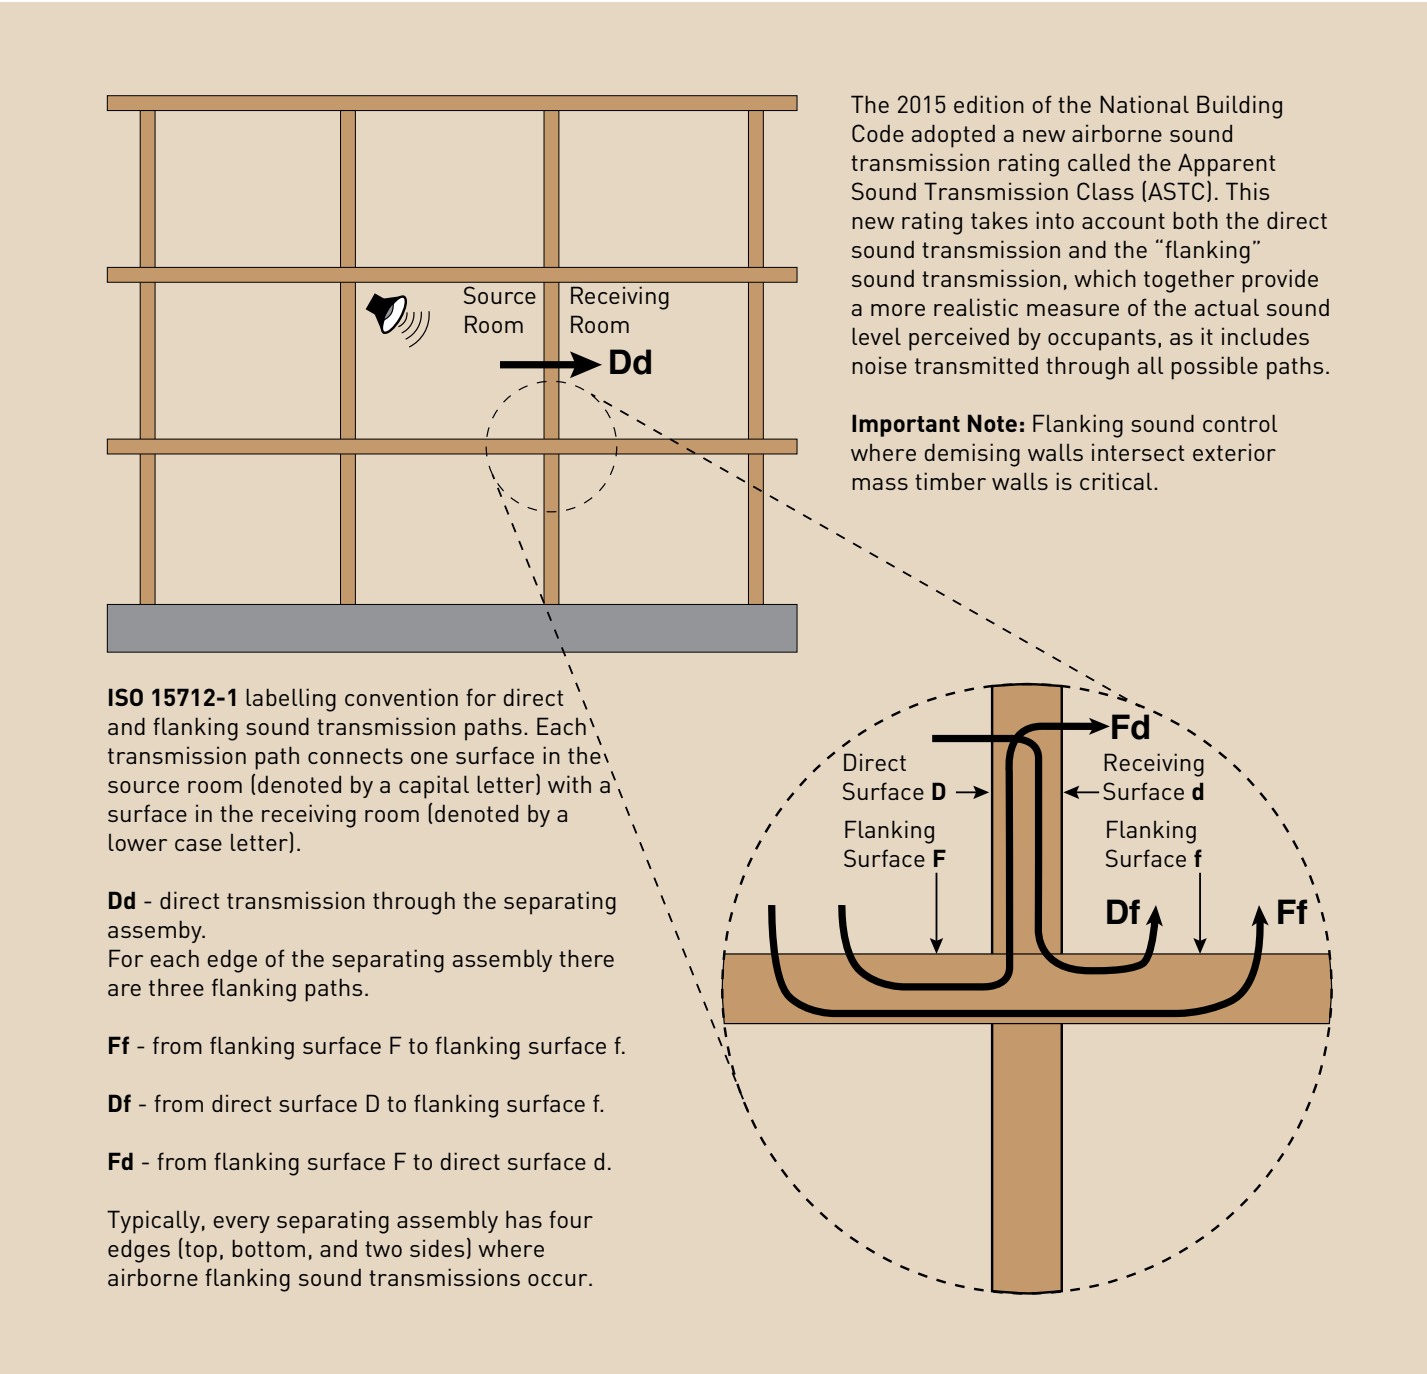 Source
Room
Receiving
Room
Dd
The 2015 edition of the National Building
Code adopted a new airborne sound
transmission rating called the Apparent
Sound Transmission Class (ASTC). This
new rating takes into account both the direct
sound transmission and the “flanking”
sound transmission, which together provide
a more realistic measure of the actual sound
level perceived by occupants, as it includes
noise transmitted through all possible paths.
Important Note: Flanking sound control
where demising walls intersect exterior
mass timber walls is critical.
ISO 15712-1 labelling convention for direct
and flanking sound transmission paths. Each
transmission path connects one surface in the
source room (denoted by a capital letter) with a
surface in the receiving room (denoted by a
lower case letter).
Dd - direct transmission through the separating
assemby.
For each edge of the separating assembly there
are three flanking paths.
Ff - from flanking surface F to flanking surface f.
Df - from direct surface D to flanking surface f.
Fd - from flanking surface F to direct surface d.
Typically, every separating assembly has four
edges (top, bottom, and two sides) where
airborne flanking sound transmissions occur.
Fd
Direct
Surface D
Receiving
Surface d
Flanking
Surface F
Flanking
Surface f
Df
Ff